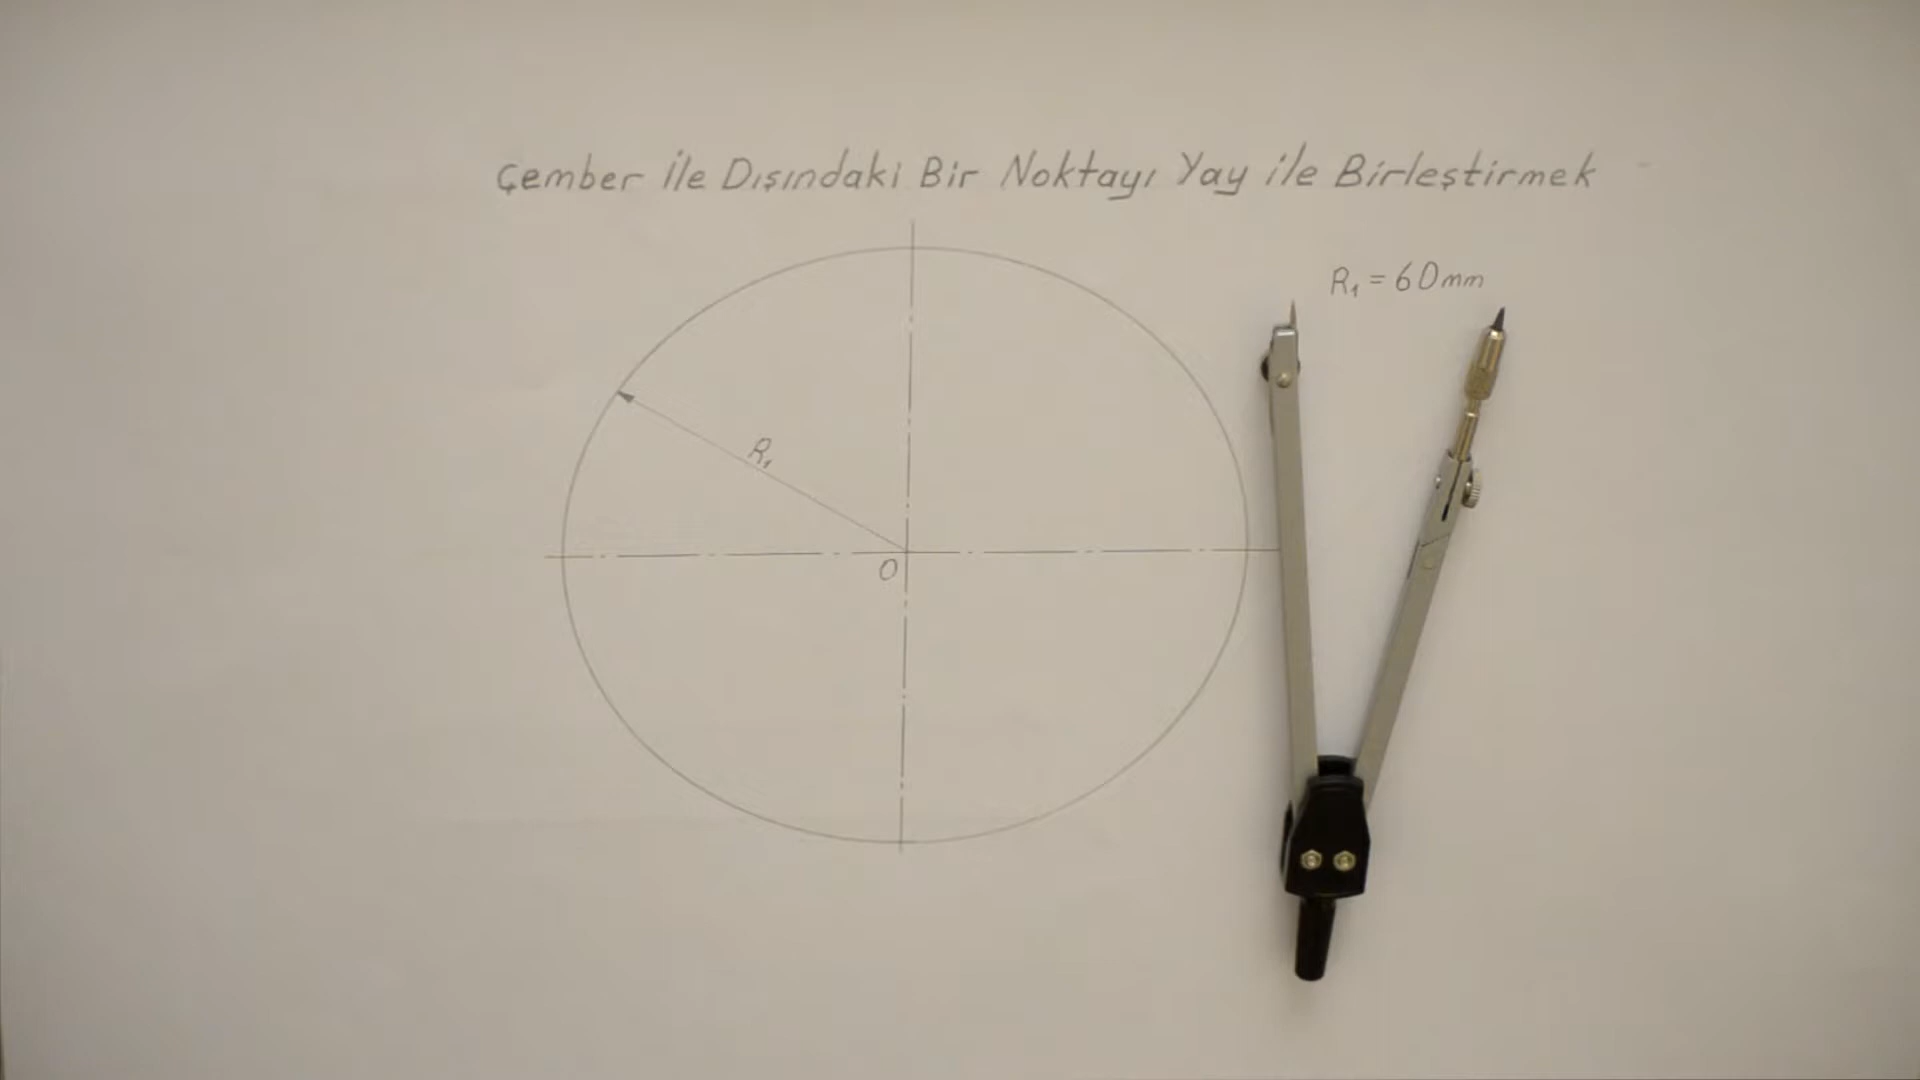 Çember İle Dışındaki Bir Noktayı Yay ile Birleştirmek
R₁ = 60mm
R₁
O